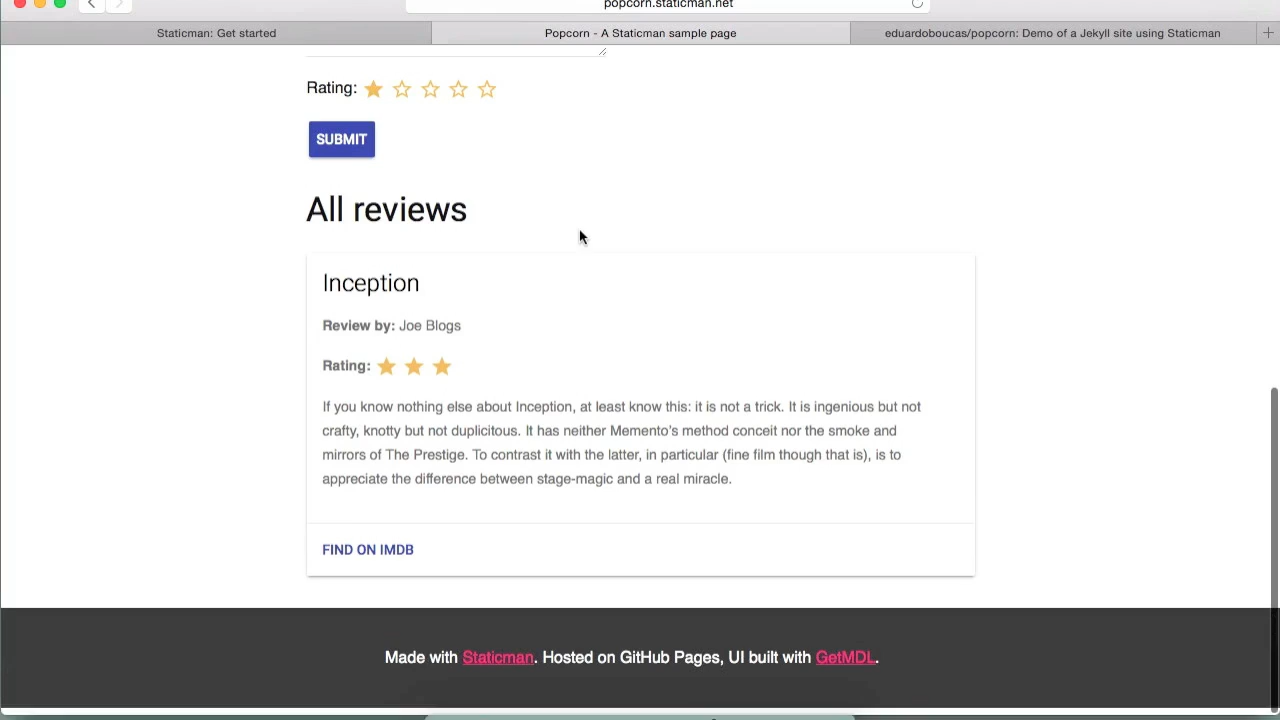 popcorn.staticman.net
Staticman: Get started
Popcorn - A Staticman sample page
eduardoboucas/popcorn: Demo of a Jekyll site using Staticman
Rating:
SUBMIT
All reviews
Inception
Review by: Joe Blogs
Rating:
If you know nothing else about Inception, at least know this: it is not a trick. It is ingenious but not
crafty, knotty but not duplicitous. It has neither Memento's method conceit nor the smoke and
mirrors of The Prestige. To contrast it with the latter, in particular (fine film though that is), is to
appreciate the difference between stage-magic and a real miracle.
FIND ON IMDB
Made with Staticman. Hosted on GitHub Pages, UI built with GetMDL.